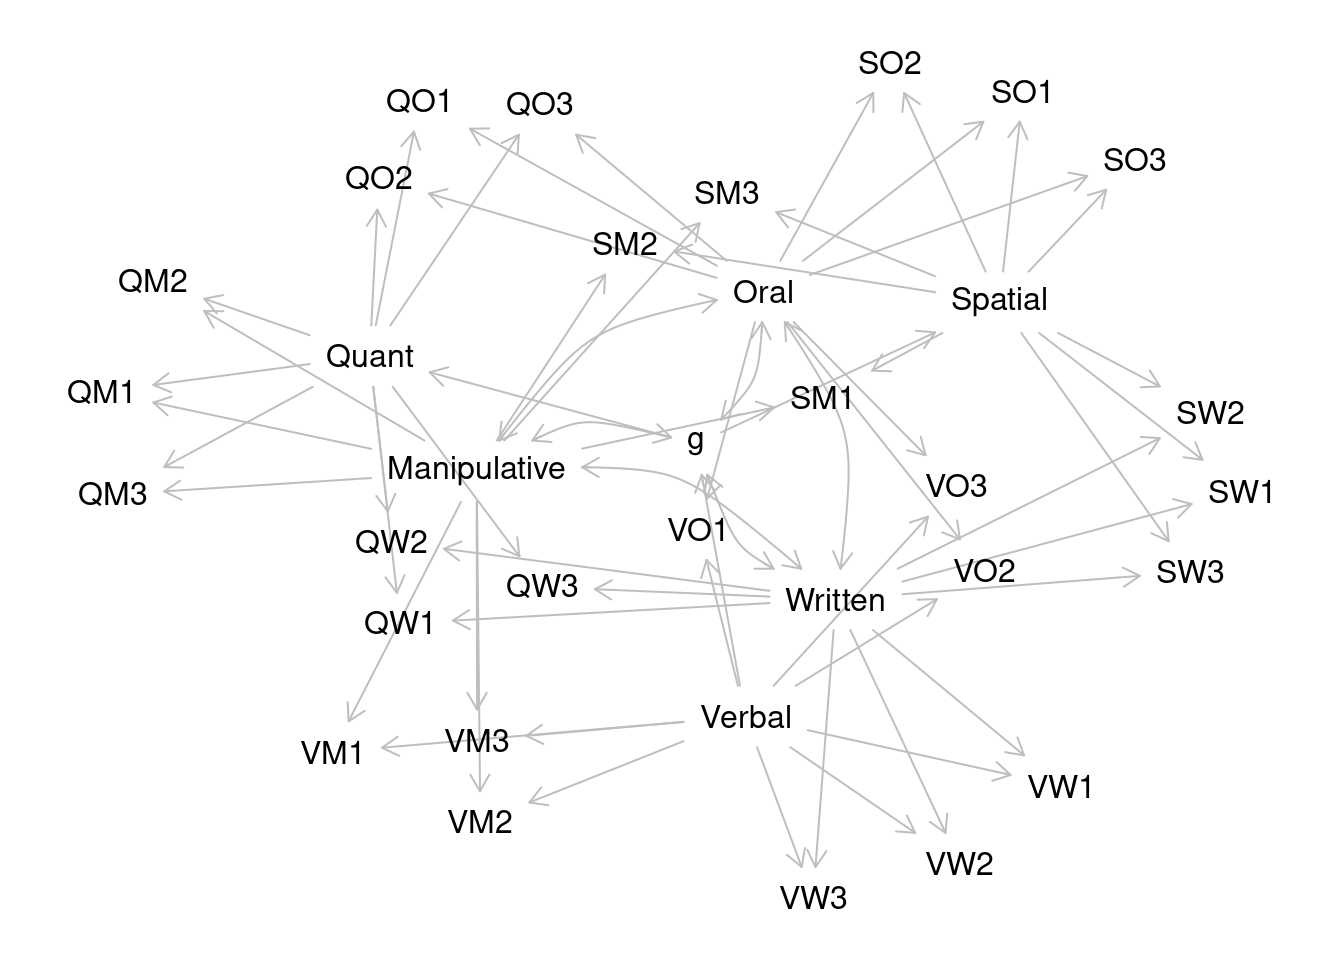 SO2
SO1
QO1
QO3
SO3
QO2
SM3
SM2
QM2
Oral
Spatial
Quant
QM1
SM1
SW2
g
Manipulative
VO3
QM3
SW1
VO1
QW2
VO2
SW3
QW3
Written
QW1
Verbal
VM3
VM1
VW1
VM2
VW2
VW3